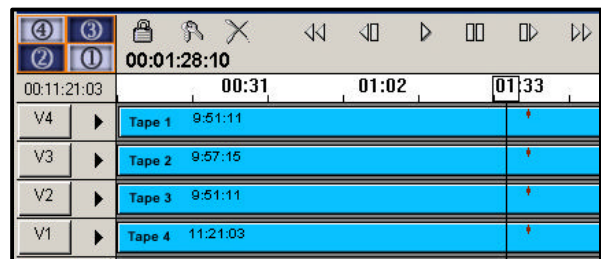 ④ ③
② ①
00:01:28:10
00:11:21:03 00:31 01:02 01:33
V4 Tape 1 9:51:11
V3 Tape 2 9:57:15
V2 Tape 3 9:51:11
V1 Tape 4 11:21:03